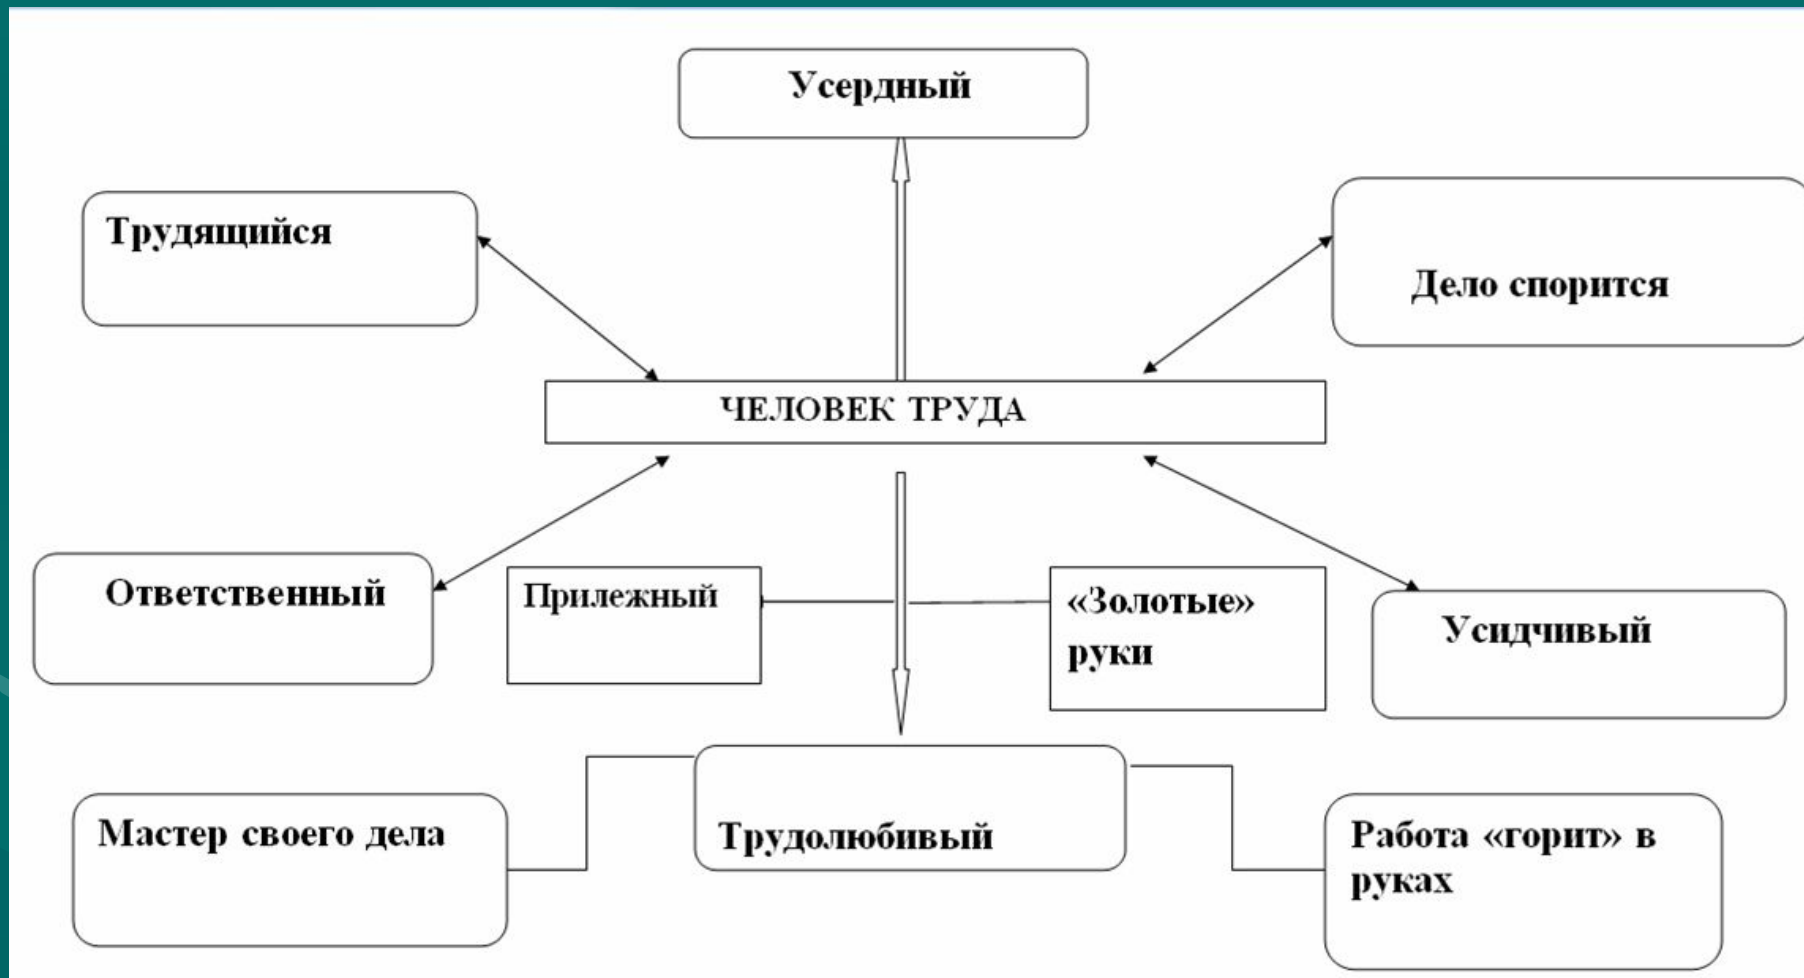 Усердный
Трудящийся
Дело спорится
ЧЕЛОВЕК ТРУДА
Ответственный
Прилежный
«Золотые»
руки
Усидчивый
Мастер своего дела
Трудолюбивый
Работа «горит» в
руках